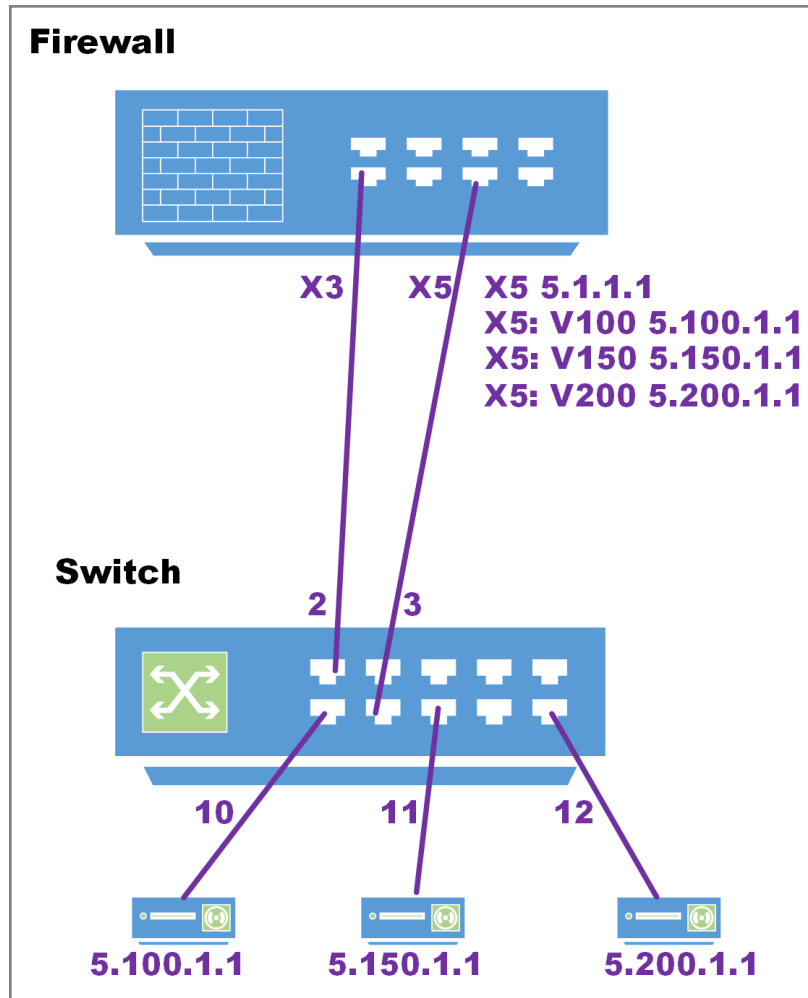 Firewall
X3
X5
X5 5.1.1.1
X5: V100 5.100.1.1
X5: V150 5.150.1.1
X5: V200 5.200.1.1
Switch
2
3
10
11
12
5.100.1.1
5.150.1.1
5.200.1.1